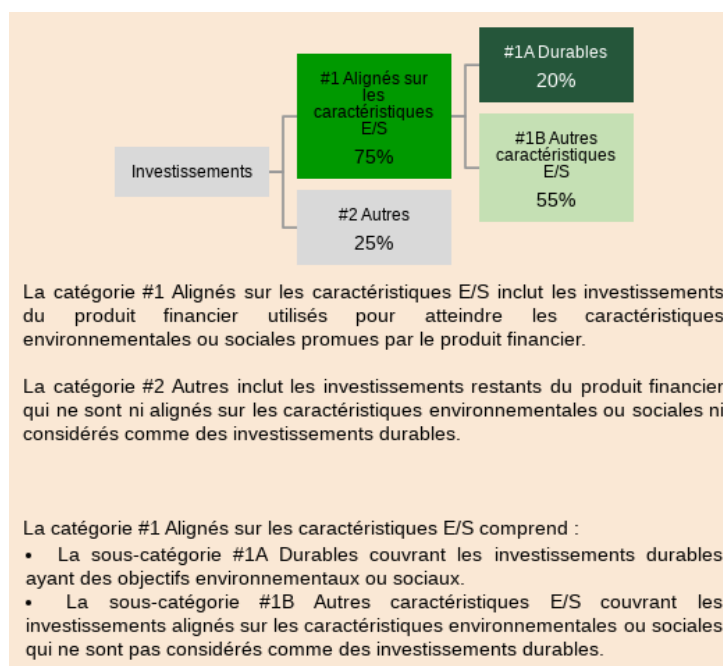 Investissements
#1 Alignés sur
les
caractéristiques
E/S
75%
#2 Autres
25%
#1A Durables
20%
#1B Autres
caractéristiques
E/S
55%
La catégorie #1 Alignés sur les caractéristiques E/S inclut les investissements
du produit financier utilisés pour atteindre les caractéristiques
environnementales ou sociales promues par le produit financier.
La catégorie #2 Autres inclut les investissements restants du produit financier
qui ne sont ni alignés sur les caractéristiques environnementales ou sociales ni
considérés comme des investissements durables.
La catégorie #1 Alignés sur les caractéristiques E/S comprend :
• La sous-catégorie #1A Durables couvrant les investissements durables
ayant des objectifs environnementaux ou sociaux.
• La sous-catégorie #1B Autres caractéristiques E/S couvrant les
investissements alignés sur les caractéristiques environnementales ou sociales
qui ne sont pas considérés comme des investissements durables.